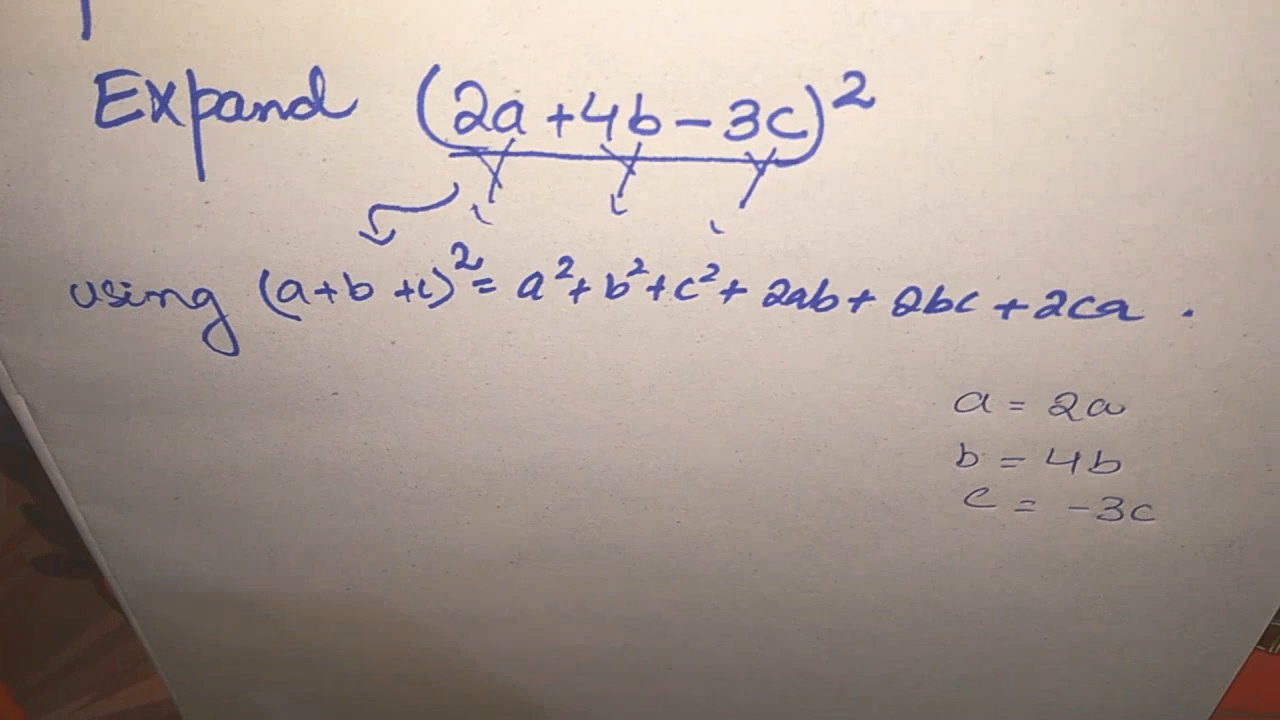 Expand (2a+4b-3c)²
using (a+b+c)² = a²+b²+c²+2ab+2bc+2ca.
a = 2a
b = 4b
c = -3c